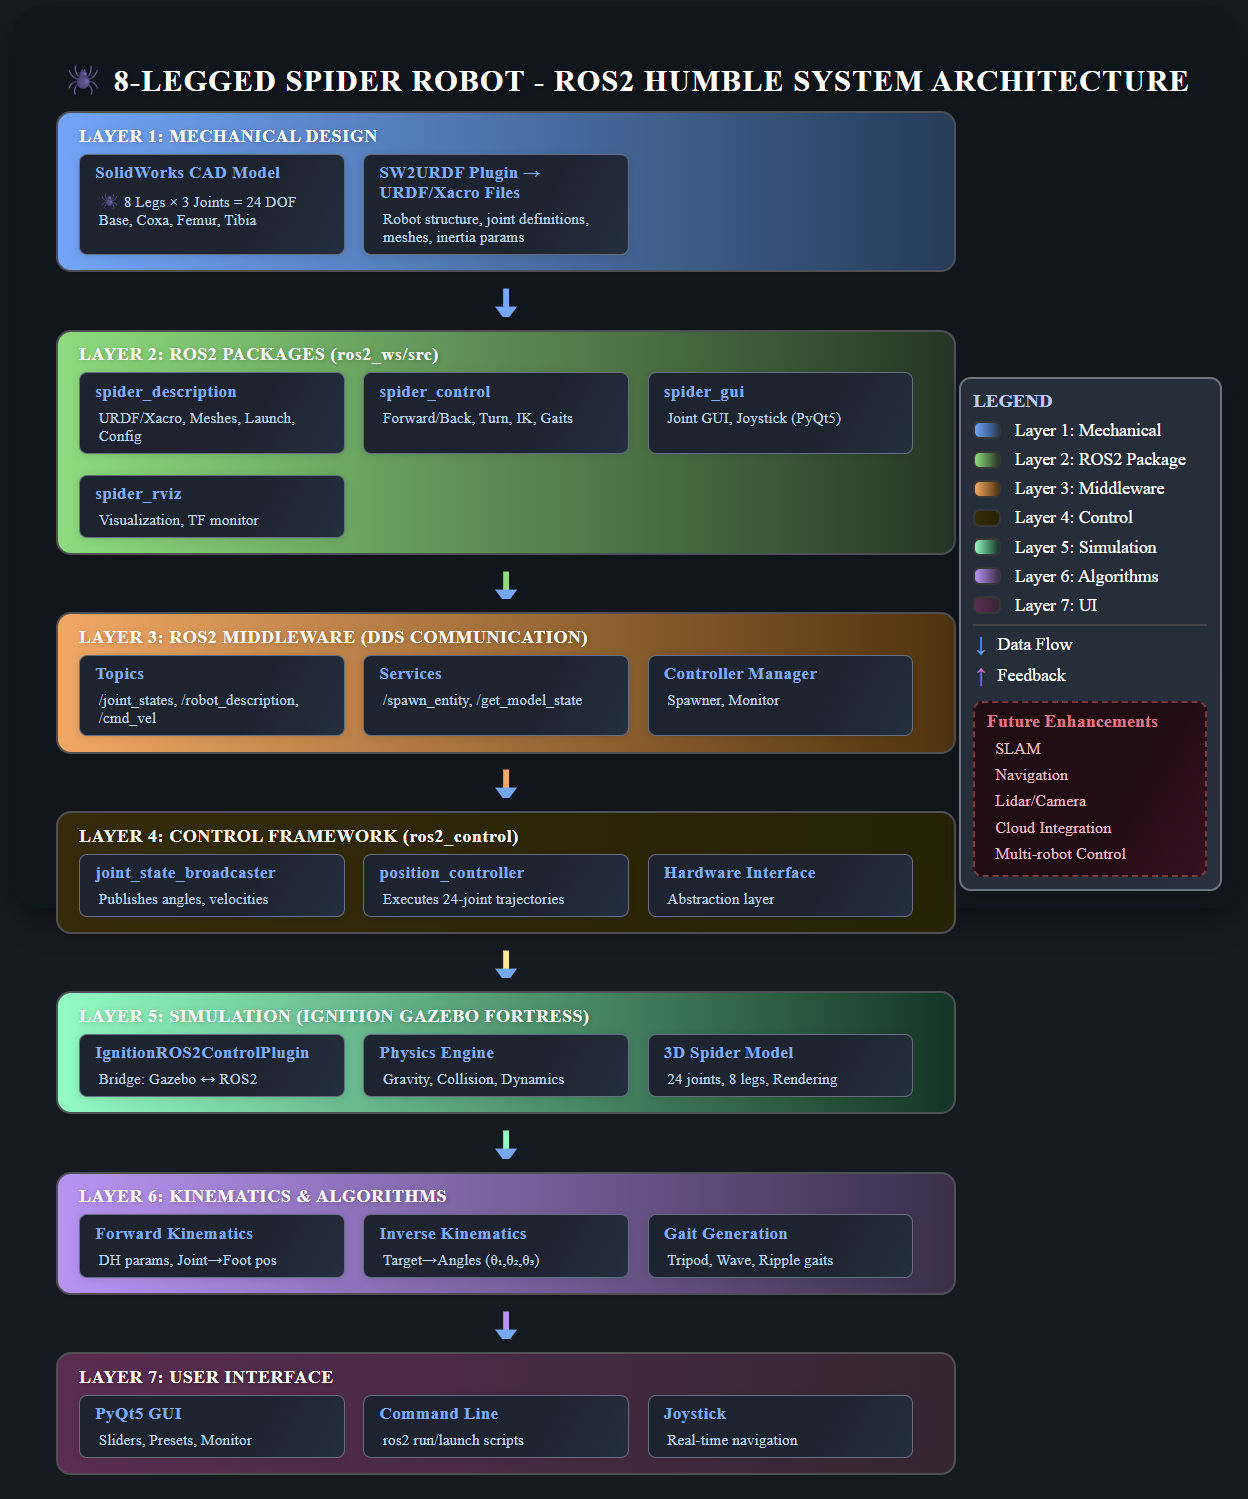 🕷️ 8-LEGGED SPIDER ROBOT - ROS2 HUMBLE SYSTEM ARCHITECTURE
LAYER 1: MECHANICAL DESIGN
SolidWorks CAD Model
🕷️ 8 Legs × 3 Joints = 24 DOF
Base, Coxa, Femur, Tibia
SW2URDF Plugin →
URDF/Xacro Files
Robot structure, joint definitions,
meshes, inertia params
LAYER 2: ROS2 PACKAGES (ros2_ws/src)
spider_description
URDF/Xacro, Meshes, Launch,
Config
spider_control
Forward/Back, Turn, IK, Gaits
spider_gui
Joint GUI, Joystick (PyQt5)
spider_rviz
Visualization, TF monitor
LAYER 3: ROS2 MIDDLEWARE (DDS COMMUNICATION)
Topics
/joint_states, /robot_description,
/cmd_vel
Services
/spawn_entity, /get_model_state
Controller Manager
Spawner, Monitor
LAYER 4: CONTROL FRAMEWORK (ros2_control)
joint_state_broadcaster
Publishes angles, velocities
position_controller
Executes 24-joint trajectories
Hardware Interface
Abstraction layer
LAYER 5: SIMULATION (IGNITION GAZEBO FORTRESS)
IgnitionROS2ControlPlugin
Bridge: Gazebo ↔ ROS2
Physics Engine
Gravity, Collision, Dynamics
3D Spider Model
24 joints, 8 legs, Rendering
LAYER 6: KINEMATICS & ALGORITHMS
Forward Kinematics
DH params, Joint→Foot pos
Inverse Kinematics
Target→Angles (θ₁,θ₂,θ₃)
Gait Generation
Tripod, Wave, Ripple gaits
LAYER 7: USER INTERFACE
PyQt5 GUI
Sliders, Presets, Monitor
Command Line
ros2 run/launch scripts
Joystick
Real-time navigation
LEGEND
Layer 1: Mechanical
Layer 2: ROS2 Package
Layer 3: Middleware
Layer 4: Control
Layer 5: Simulation
Layer 6: Algorithms
Layer 7: UI
↓ Data Flow
↑ Feedback
Future Enhancements
SLAM
Navigation
Lidar/Camera
Cloud Integration
Multi-robot Control